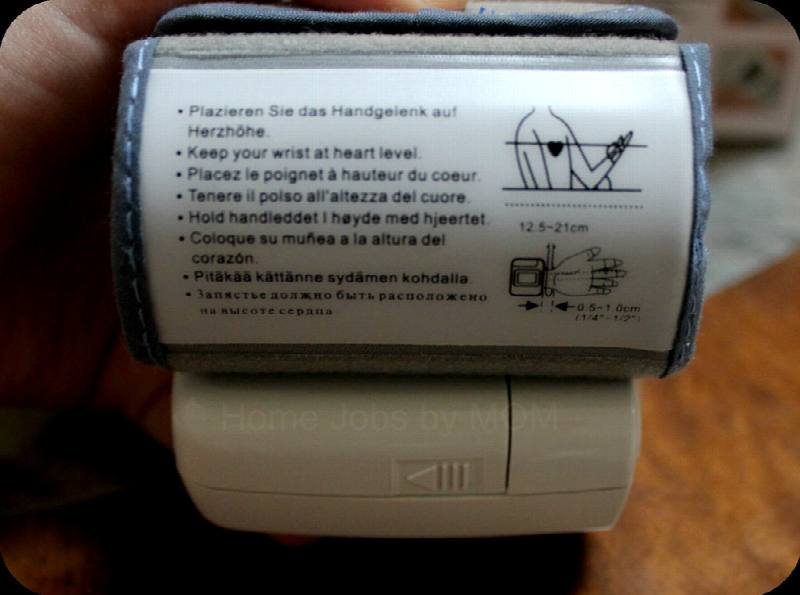 • Plazieren Sie das Handgelenk auf
Herzhöhe.
• Keep your wrist at heart level.
• Placez le poignet à hauteur du coeur.
• Tenere il polso all'altezza del cuore.
• Hold handleddet I høyde med hjeertet.
• Coloque su muñea a la altura del
corazón.
• Pitäkää kättänne sydämen kohdalla.
• Запястье должно быть расположено
на высоте сердца
12.5~21cm
0.5~1.0cm
(1/4"~1/2")
Home Jobs by MOM